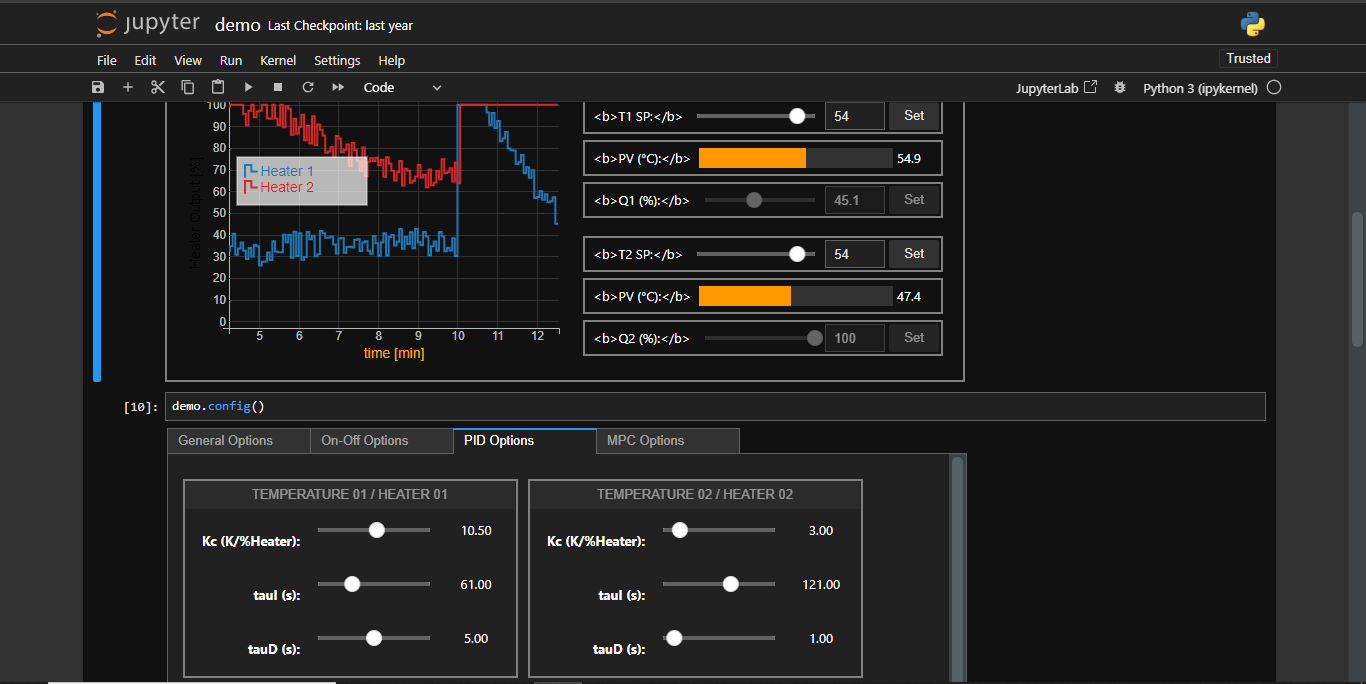 jupyter demo Last Checkpoint: last year
File Edit View Run Kernel Settings Help Trusted
Code JupyterLab Python 3 (ipykernel)
100
90
80
70
60
50
40
30
20
10
0
Heater Output [%]
Heater 1
Heater 2
5 6 7 8 9 10 11 12
time [min]
<b>T1 SP:</b> 54 Set
<b>PV (°C):</b> 54.9
<b>Q1 (%):</b> 45.1 Set
<b>T2 SP:</b> 54 Set
<b>PV (°C):</b> 47.4
<b>Q2 (%):</b> 100 Set
[10]: demo.config()
General Options On-Off Options PID Options MPC Options
TEMPERATURE 01 / HEATER 01
Kc (K/%Heater): 10.50
tauI (s): 61.00
tauD (s): 5.00
TEMPERATURE 02 / HEATER 02
Kc (K/%Heater): 3.00
tauI (s): 121.00
tauD (s): 1.00